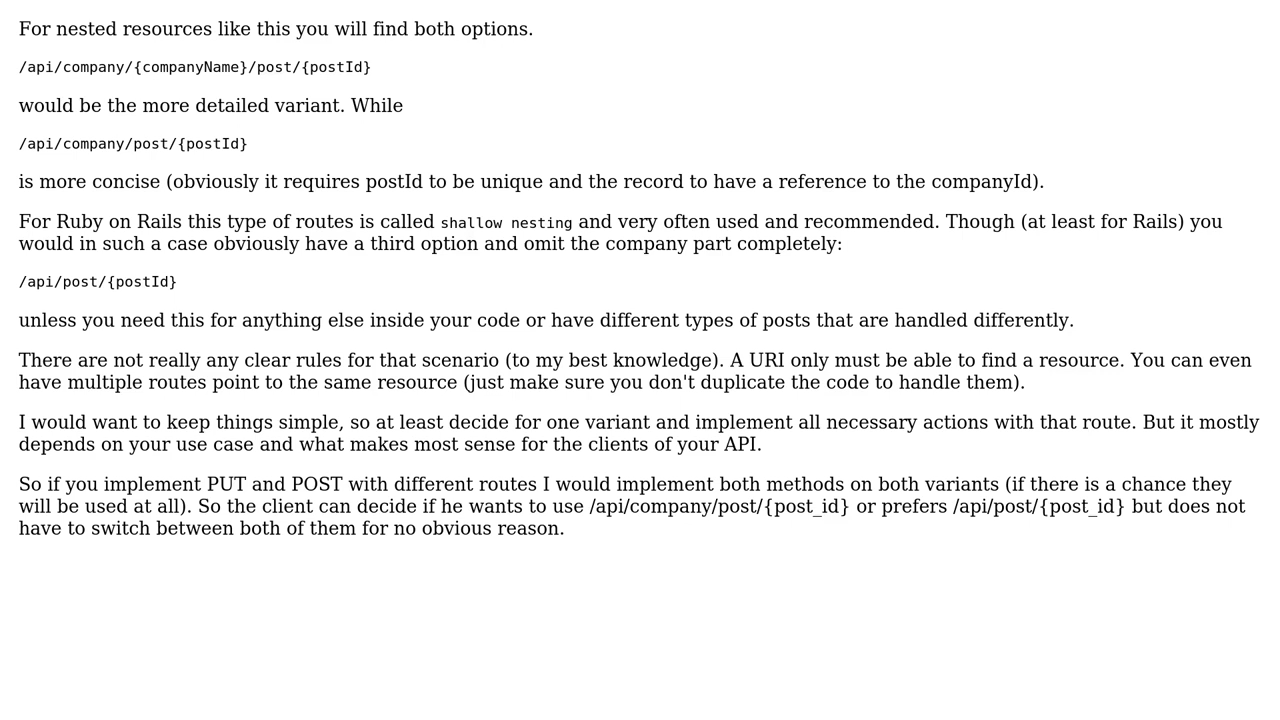 For nested resources like this you will find both options.
/api/company/{companyName}/post/{postId}
would be the more detailed variant. While
/api/company/post/{postId}
is more concise (obviously it requires postId to be unique and the record to have a reference to the companyId).
For Ruby on Rails this type of routes is called shallow nesting and very often used and recommended. Though (at least for Rails) you
would in such a case obviously have a third option and omit the company part completely:
/api/post/{postId}
unless you need this for anything else inside your code or have different types of posts that are handled differently.
There are not really any clear rules for that scenario (to my best knowledge). A URI only must be able to find a resource. You can even
have multiple routes point to the same resource (just make sure you don't duplicate the code to handle them).
I would want to keep things simple, so at least decide for one variant and implement all necessary actions with that route. But it mostly
depends on your use case and what makes most sense for the clients of your API.
So if you implement PUT and POST with different routes I would implement both methods on both variants (if there is a chance they
will be used at all). So the client can decide if he wants to use /api/company/post/{post_id} or prefers /api/post/{post_id} but does not
have to switch between both of them for no obvious reason.